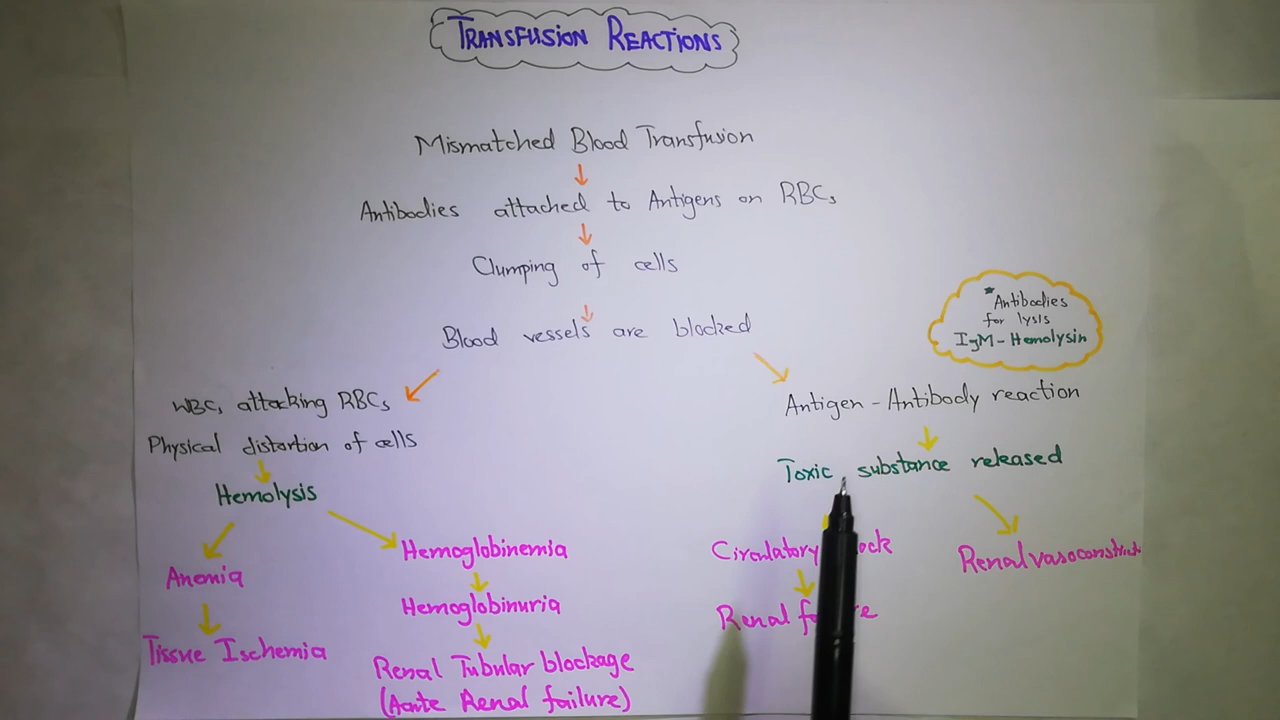 TRANSFUSION REACTIONS
Mismatched Blood Transfusion
Antibodies attached to Antigens on RBCs
Clumping of cells
Blood vessels are blocked
* Antibodies
for lysis
IgM - Hemolysin
WBCs attacking RBCs
Physical distortion of cells
Hemolysis
Anemia
Tissue Ischemia
Hemoglobinemia
Hemoglobinuria
Renal Tubular blockage
(Acute Renal failure)
Antigen - Antibody reaction
Toxic substance released
Circulatory
Renal
Renal